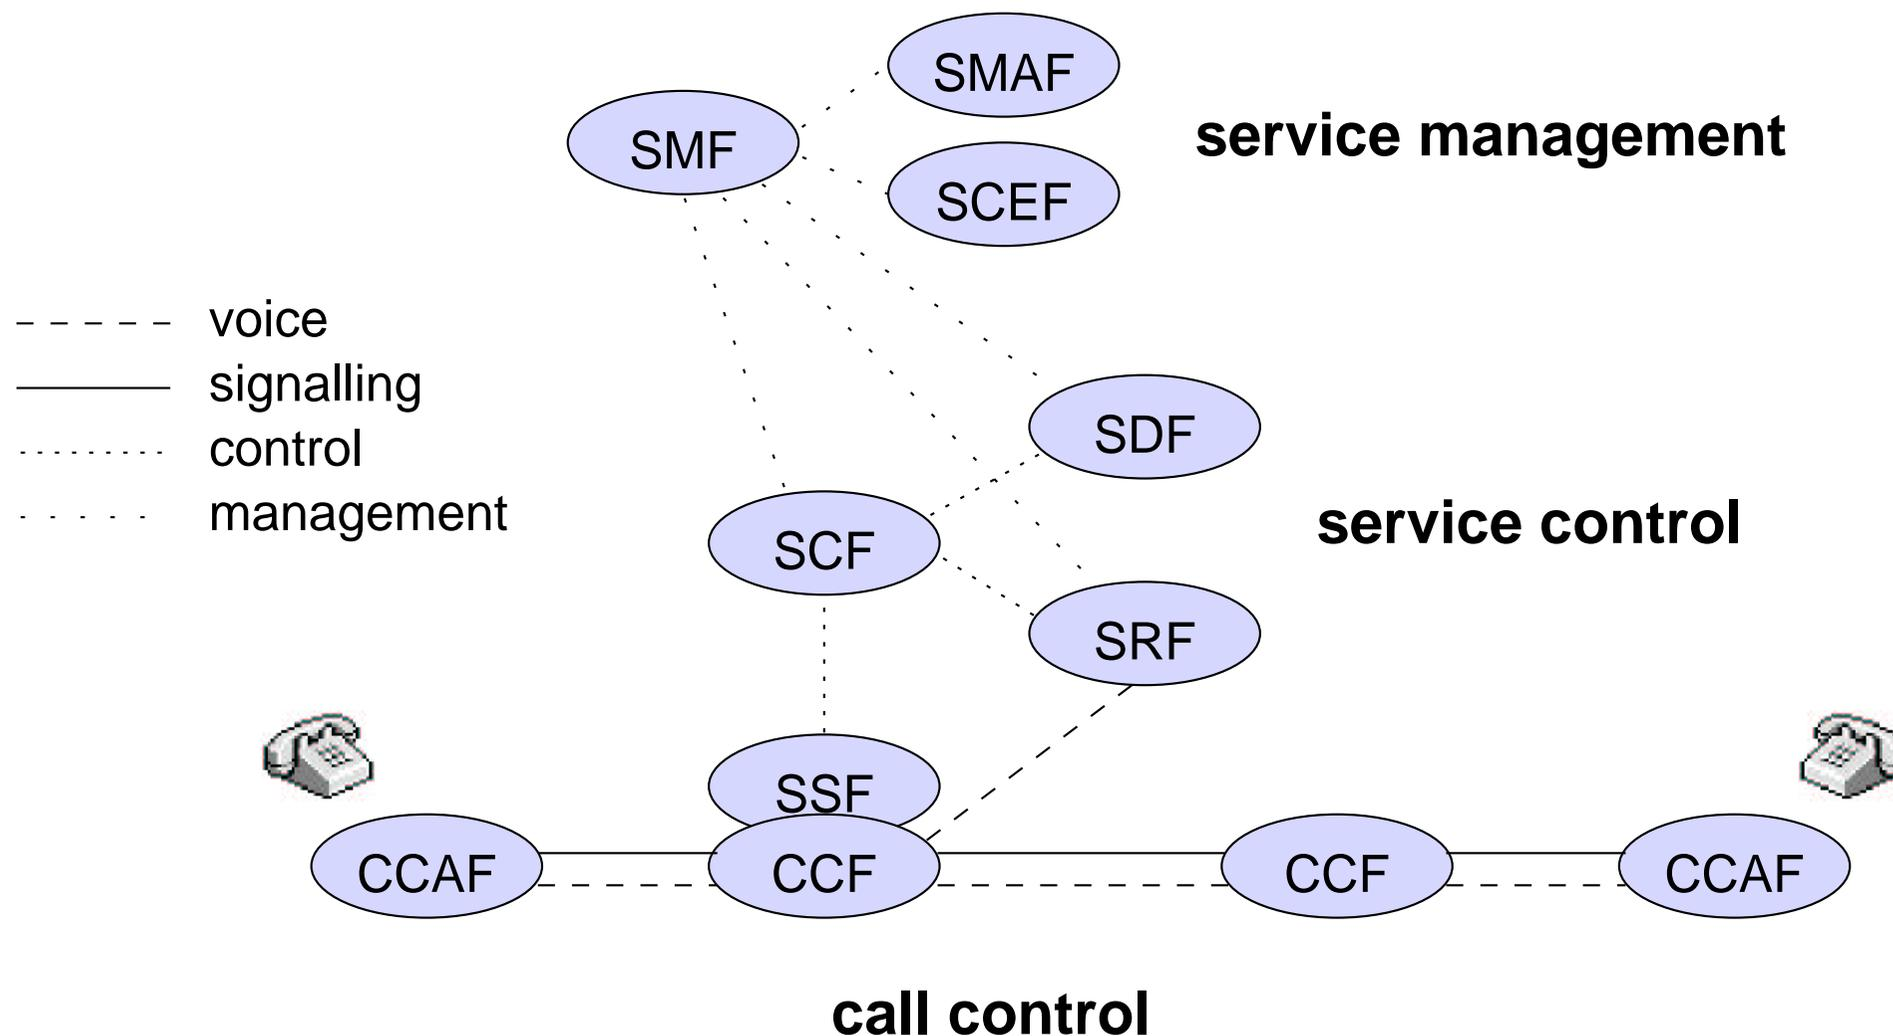 SMAF
SMF
service management
SCEF
voice
signalling
control
management
SDF
SCF
service control
SRF
SSF
CCAF
CCF
CCF
CCAF
call control